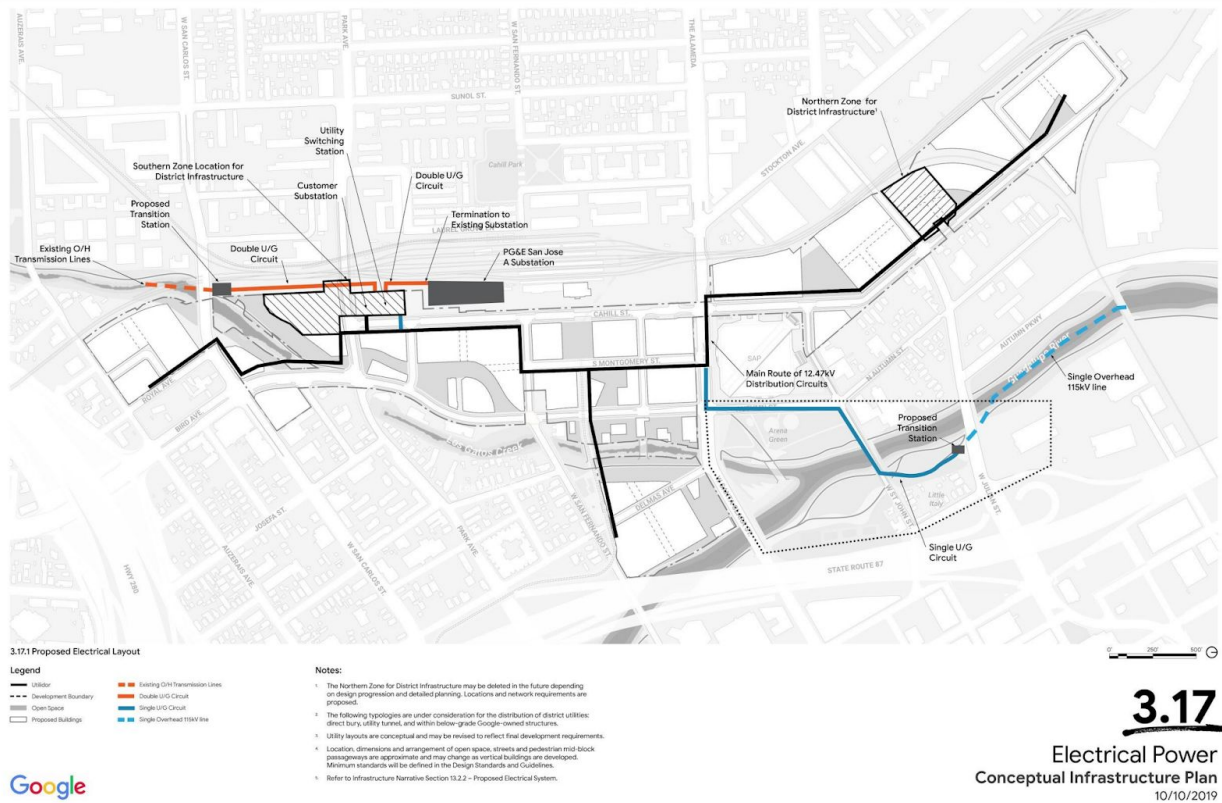 AUZERAIS AVE.
W SAN CARLOS ST.
PARK AVE.
W SAN FERNANDO ST.
THE ALAMEDA
SUNOL ST.
Cahill Park
STOCKTON AVE
Northern Zone for
District Infrastructure¹
Utility
Switching
Station
Southern Zone Location for
District Infrastructure
Customer
Substation
Double U/G
Circuit
Proposed
Transition
Station
Termination to
Existing Substation
Existing O/H
Transmission Lines
Double U/G
Circuit
PG&E San Jose
A Substation
CAHILL ST.
S MONTGOMERY ST.
SAP
Main Route of 12.47kV
Distribution Circuits
N AUTUMN ST.
AUTUMN PKWY
Single Overhead
115kV line
Proposed
Transition
Station
Arena
Green
ROYAL AVE.
BIRD AVE.
Los Gatos Creek
DELMAS AVE
W SAN FERNANDO ST.
W ST JOHN ST.
Little
Italy
W JULIAN ST.
Single U/G
Circuit
JOSEFA ST.
AUZERAIS AVE.
W SAN CARLOS ST.
PARK AVE.
HWY 280
STATE ROUTE 87
3.17.1 Proposed Electrical Layout
Legend
Utilidor
Development Boundary
Open Space
Proposed Buildings
Existing O/H Transmission Lines
Double U/G Circuit
Single U/G Circuit
Single Overhead 115kV line
Notes:
1. The Northern Zone for District Infrastructure may be deleted in the future depending
on design progression and detailed planning. Locations and network requirements are
proposed.
2. The following typologies are under consideration for the distribution of district utilities:
direct bury, utility tunnel, and within below-grade Google-owned structures.
3. Utility layouts are conceptual and may be revised to reflect final development requirements.
4. Location, dimensions and arrangement of open space, streets and pedestrian mid-block
passageways are approximate and may change as vertical buildings are developed.
Minimum standards will be defined in the Design Standards and Guidelines.
5. Refer to Infrastructure Narrative Section 13.2.2 – Proposed Electrical System.
0' 250' 500'
3.17
Electrical Power
Conceptual Infrastructure Plan
10/10/2019
Google